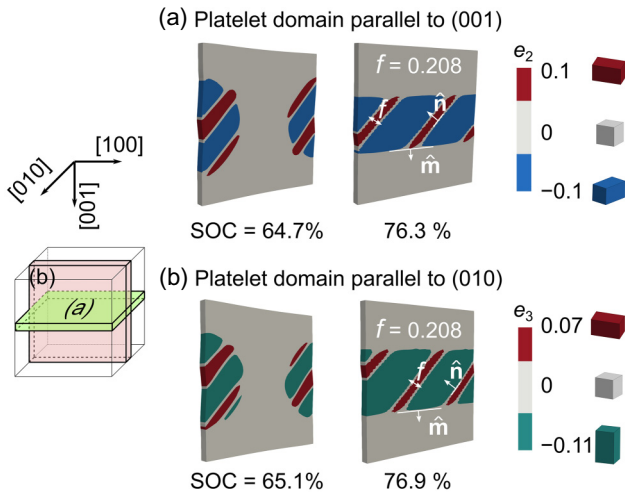 (a) Platelet domain parallel to (001)
f = 0.208
f
n̂
m̂
SOC = 64.7%
76.3 %
e₂
0.1
0
−0.1
[010]
[100]
[001]
(b)
(a)
(b) Platelet domain parallel to (010)
f = 0.208
f
n̂
m̂
SOC = 65.1%
76.9 %
e₃
0.07
0
−0.11